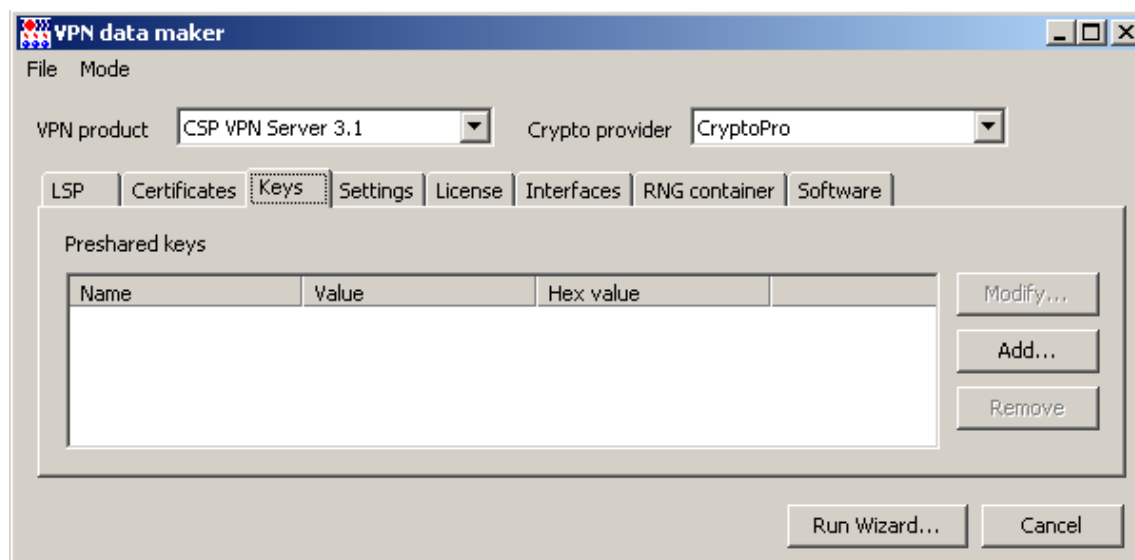 VPN data maker
File Mode
VPN product CSP VPN Server 3.1 Crypto provider CryptoPro
LSP Certificates Keys Settings License Interfaces RNG container Software
Preshared keys
Name Value Hex value
Modify...
Add...
Remove
Run Wizard... Cancel